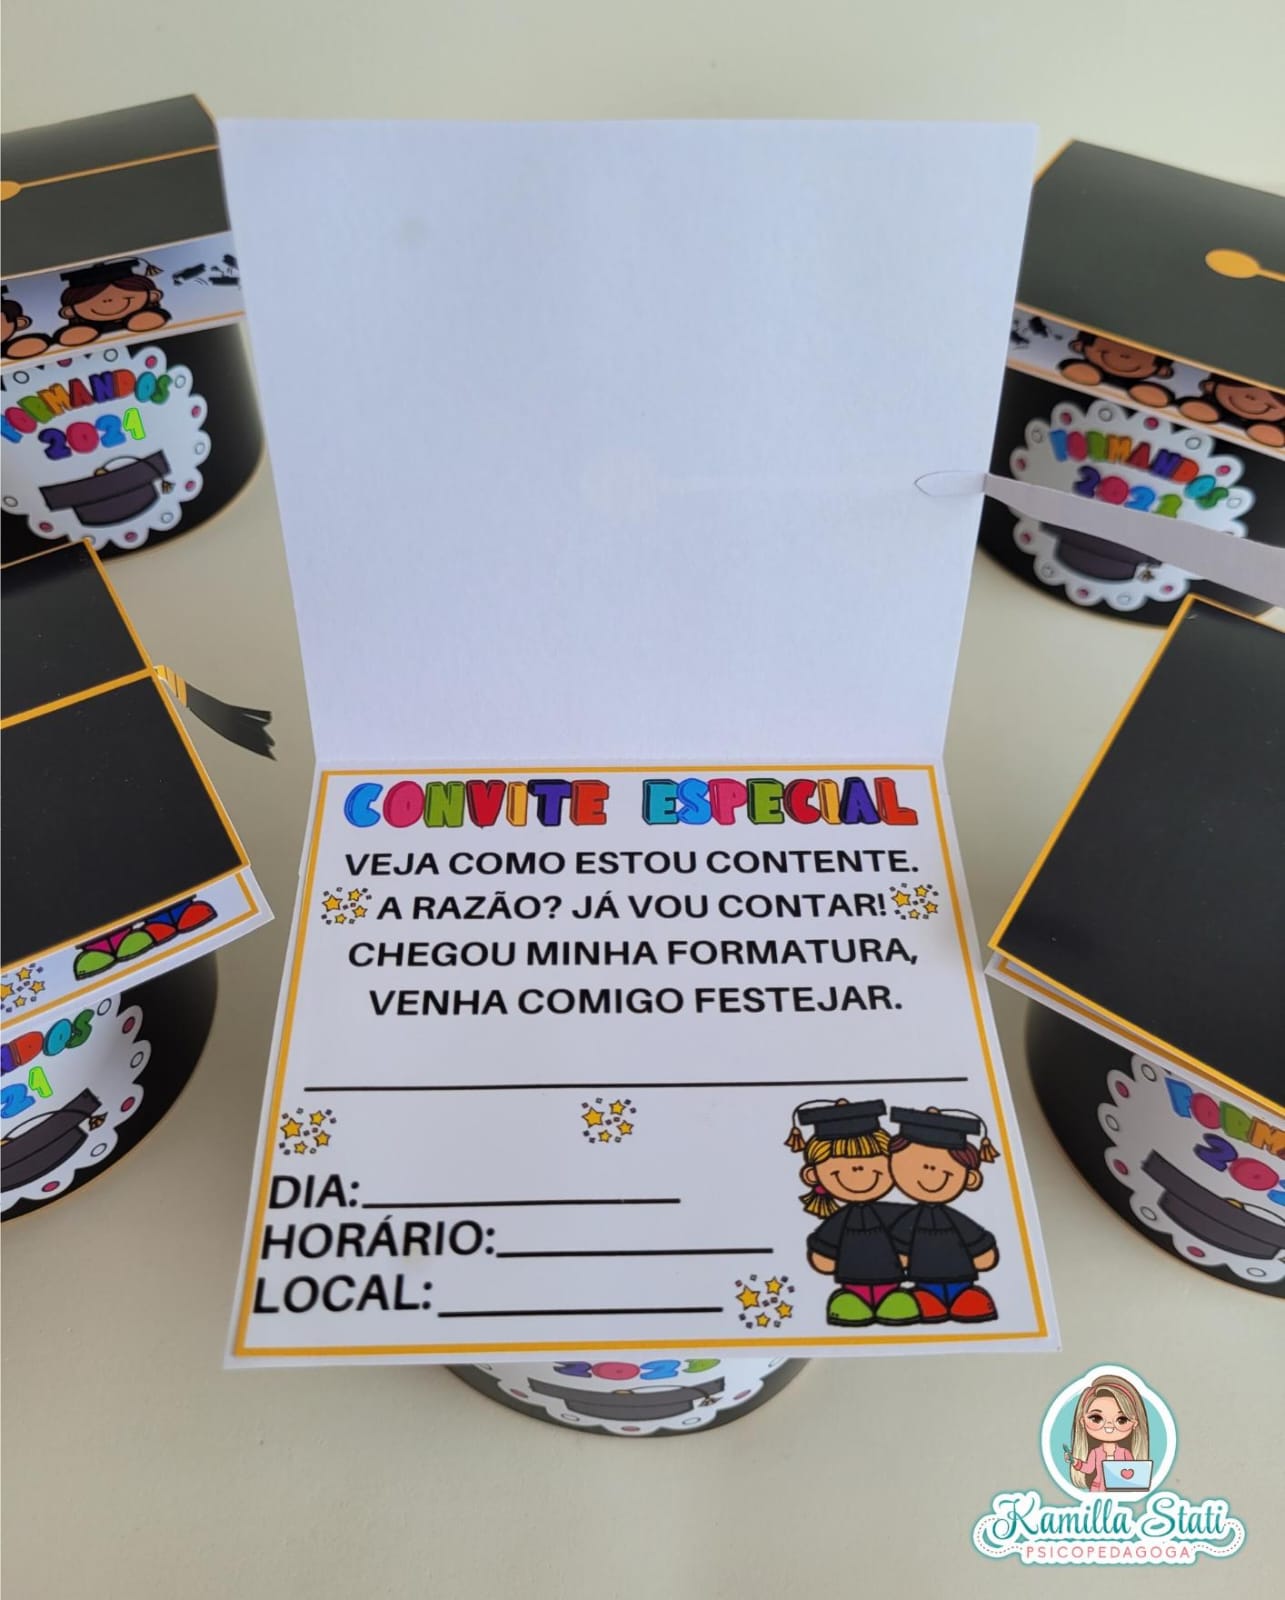 FORMANDOS
2021
FORMANDOS
2021
CONVITE ESPECIAL
VEJA COMO ESTOU CONTENTE.
A RAZÃO? JÁ VOU CONTAR!
CHEGOU MINHA FORMATURA,
VENHA COMIGO FESTEJAR.
DIA:
HORÁRIO:
LOCAL:
2021
Kamilla Stati
PSICOPEDAGOGA